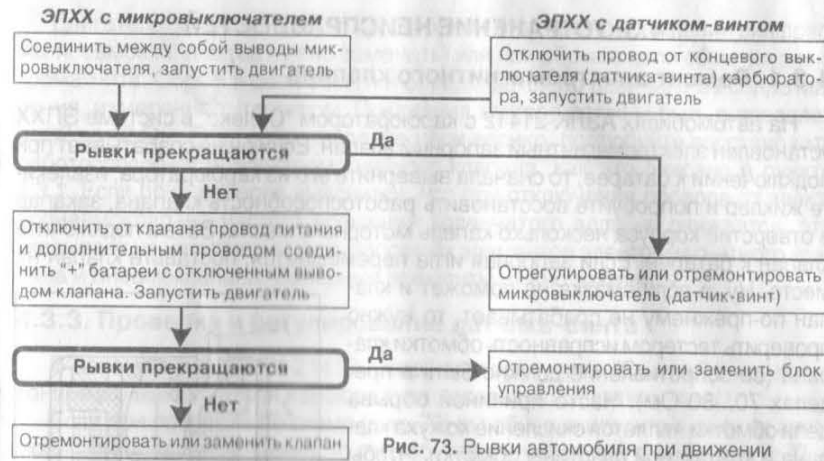 ЭПХХ с микровыключателем
Соединить между собой выводы мик-
ровыключателя, запустить двигатель
ЭПХХ с датчиком-винтом
Отключить провод от концевого вык-
лючателя (датчика-винта) карбюрато-
ра, запустить двигатель
Рывки прекращаются
Да
Нет
Отключить от клапана провод питания
и дополнительным проводом соеди-
нить "+" батареи с отключенным выво-
дом клапана. Запустить двигатель
Отрегулировать или отремонтировать
микровыключатель (датчик-винт)
Рывки прекращаются
Да
Нет
Отремонтировать или заменить блок
управления
Отремонтировать или заменить клапан
Рис. 73. Рывки автомобиля при движении